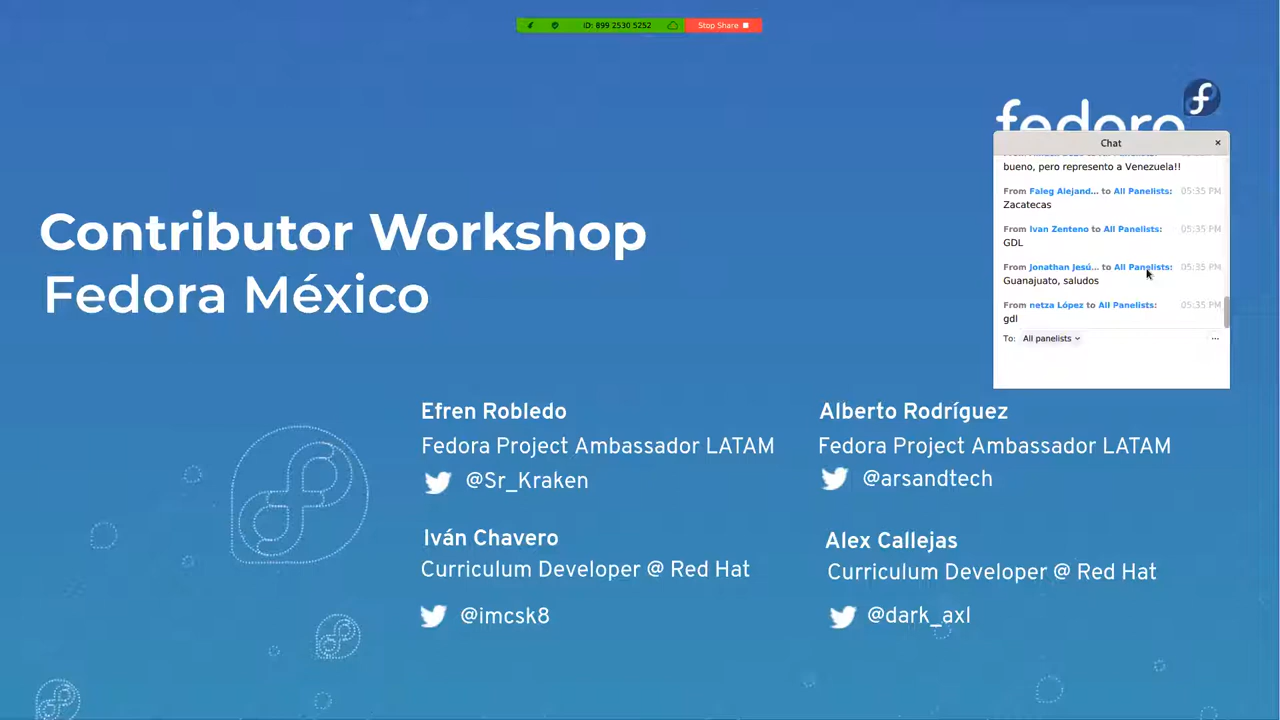 ID: 899 2530 5252
Stop Share
fedora
Chat
bueno, pero represento a Venezuela!!
From Faleg Alejand... to All Panelists: 05:35 PM
Zacatecas
From Ivan Zenteno to All Panelists: 05:35 PM
GDL
From Jonathan Jesú... to All Panelists: 05:35 PM
Guanajuato, saludos
From netza López to All Panelists: 05:35 PM
gdl
To: All panelists
Contributor Workshop
Fedora México
Efren Robledo
Fedora Project Ambassador LATAM
@Sr_Kraken
Alberto Rodríguez
Fedora Project Ambassador LATAM
@arsandtech
Iván Chavero
Curriculum Developer @ Red Hat
@imcsk8
Alex Callejas
Curriculum Developer @ Red Hat
@dark_axl